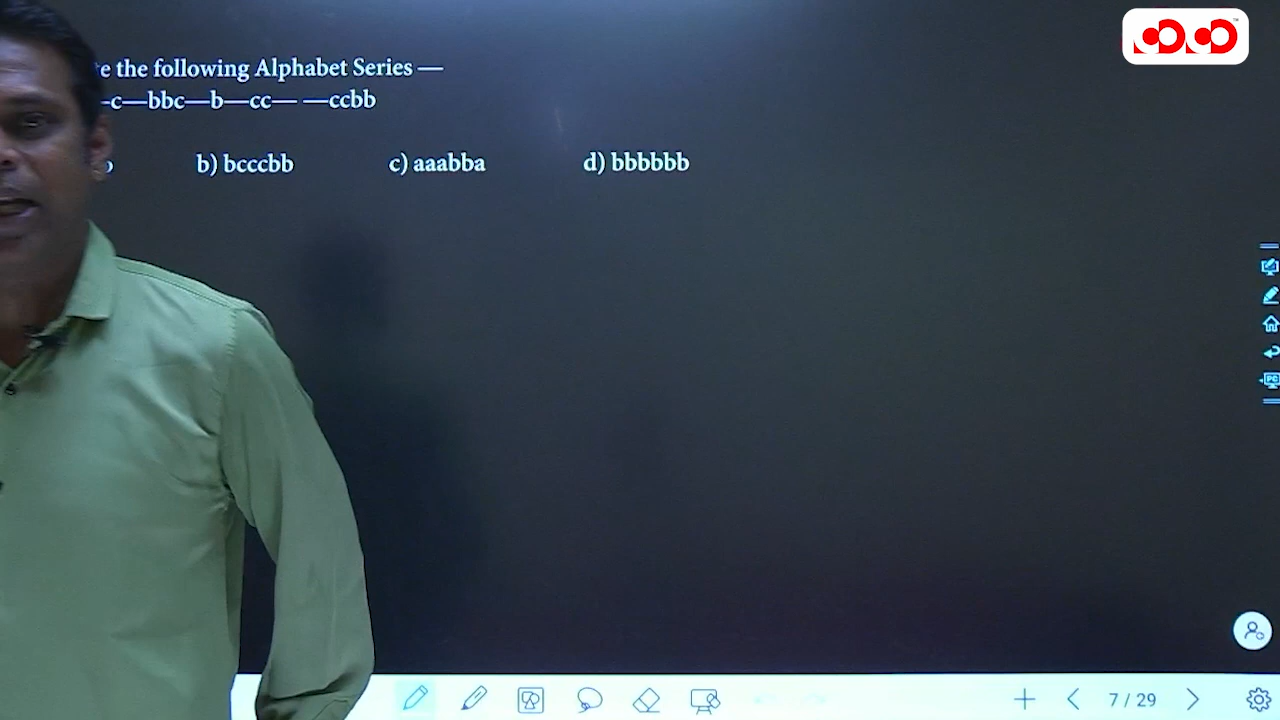 the following Alphabet Series —
c—bbc—b—cc— —ccbb
b) bcccbb c) aaabba d) bbbbbb
7 / 29